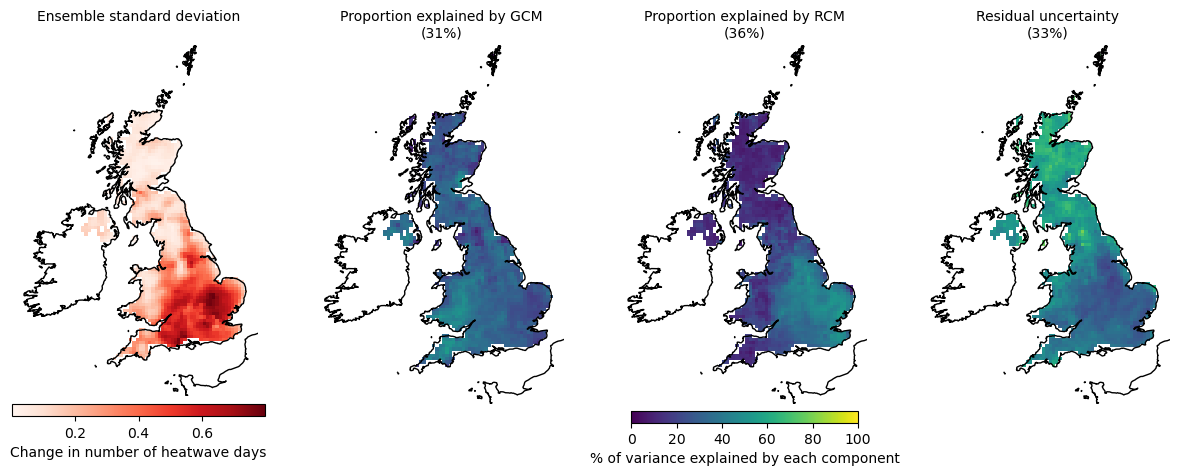 Ensemble standard deviation
Proportion explained by GCM
(31%)
Proportion explained by RCM
(36%)
Residual uncertainty
(33%)
0.2 0.4 0.6
Change in number of heatwave days
0 20 40 60 80 100
% of variance explained by each component